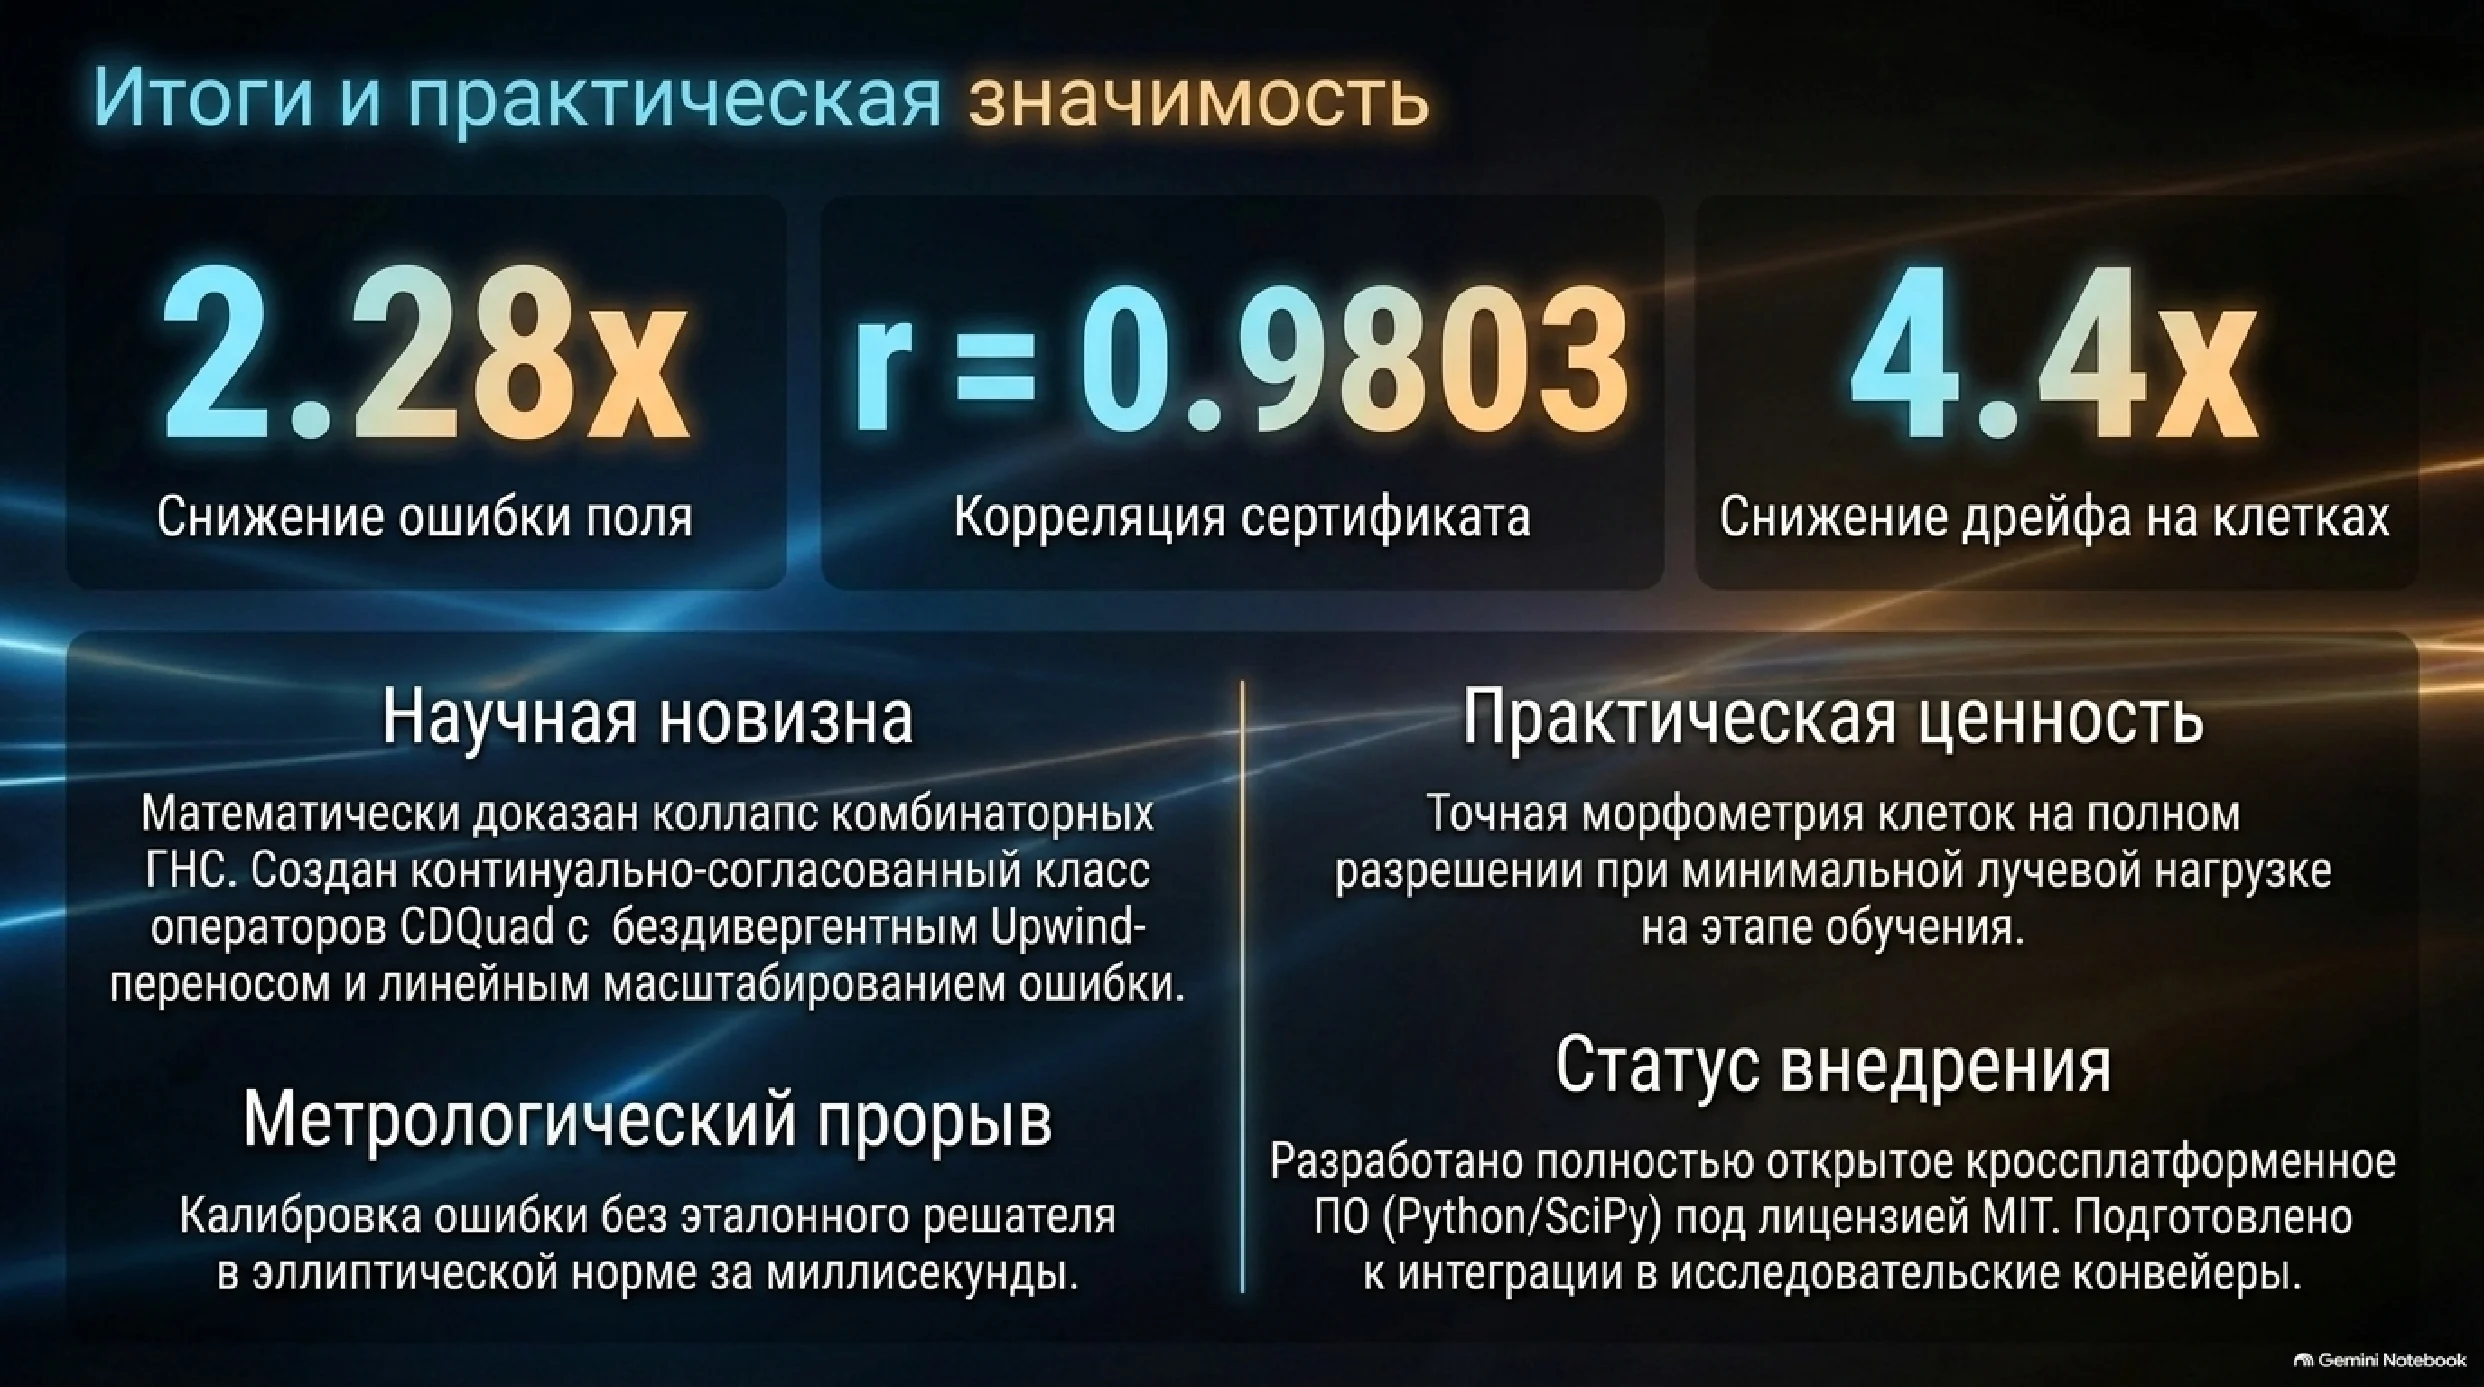 Итоги и практическая значимость
2.28x
Снижение ошибки поля
r = 0.9803
Корреляция сертификата
4.4x
Снижение дрейфа на клетках
Научная новизна
Математически доказан коллапс комбинаторных
ГНС. Создан континуально-согласованный класс
операторов CDQuad с бездивергентным Upwind-
переносом и линейным масштабированием ошибки.
Метрологический прорыв
Калибровка ошибки без эталонного решателя
в эллиптической норме за миллисекунды.
Практическая ценность
Точная морфометрия клеток на полном
разрешении при минимальной лучевой нагрузке
на этапе обучения.
Статус внедрения
Разработано полностью открытое кроссплатформенное
ПО (Python/SciPy) под лицензией MIT. Подготовлено
к интеграции в исследовательские конвейеры.
Gemini Notebook